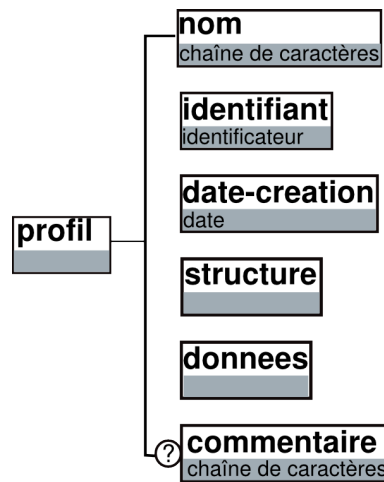 nom
chaîne de caractères
identifiant
identificateur
date-creation
date
profil
structure
donnees
?
commentaire
chaîne de caractères